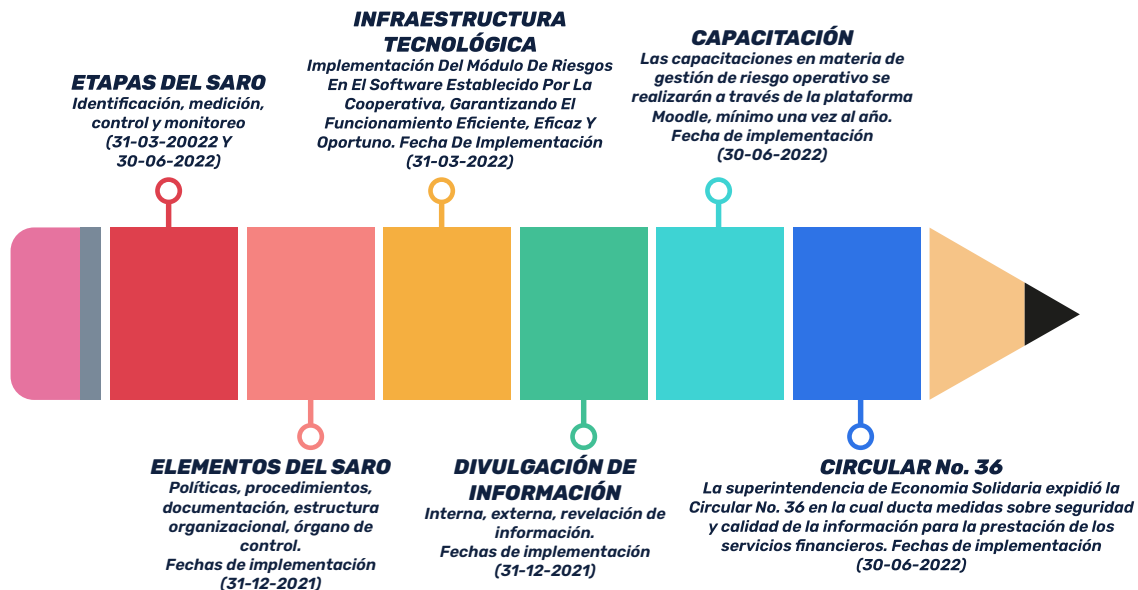 ETAPAS DEL SARO
Identificación, medición,
control y monitoreo
(31-03-20022 Y
30-06-2022)
INFRAESTRUCTURA
TECNOLÓGICA
Implementación Del Módulo De Riesgos
En El Software Establecido Por La
Cooperativa, Garantizando El
Funcionamiento Eficiente, Eficaz Y
Oportuno. Fecha De Implementación
(31-03-2022)
CAPACITACIÓN
Las capacitaciones en materia de
gestión de riesgo operativo se
realizarán a través de la plataforma
Moodle, mínimo una vez al año.
Fecha de implementación
(30-06-2022)
ELEMENTOS DEL SARO
Políticas, procedimientos,
documentación, estructura
organizacional, órgano de
control.
Fechas de implementación
(31-12-2021)
DIVULGACIÓN DE
INFORMACIÓN
Interna, externa, revelación de
información.
Fechas de implementación
(31-12-2021)
CIRCULAR No. 36
La superintendencia de Economia Solidaria expidió la
Circular No. 36 en la cual ducta medidas sobre seguridad
y calidad de la información para la prestación de los
servicios financieros. Fechas de implementación
(30-06-2022)